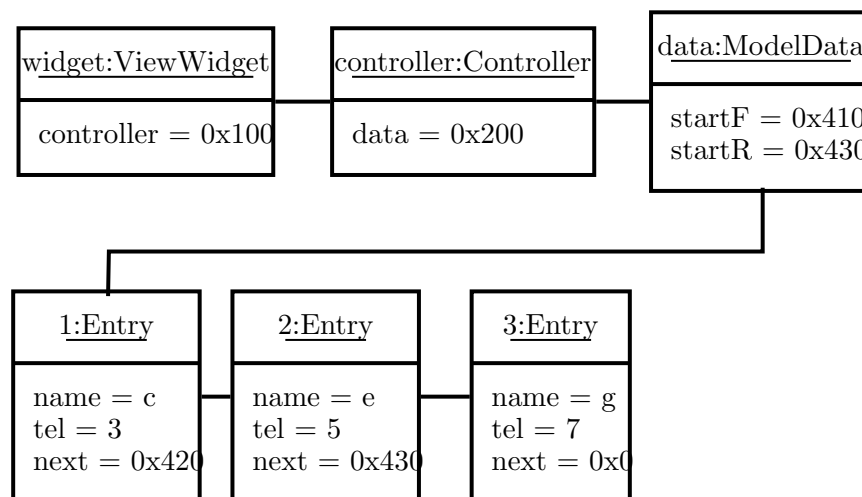 widget:ViewWidget
controller:Controller
data:ModelData
controller = 0x100
data = 0x200
startF = 0x410
startR = 0x430
1:Entry
2:Entry
3:Entry
name = c
tel = 3
next = 0x420
name = e
tel = 5
next = 0x430
name = g
tel = 7
next = 0x0